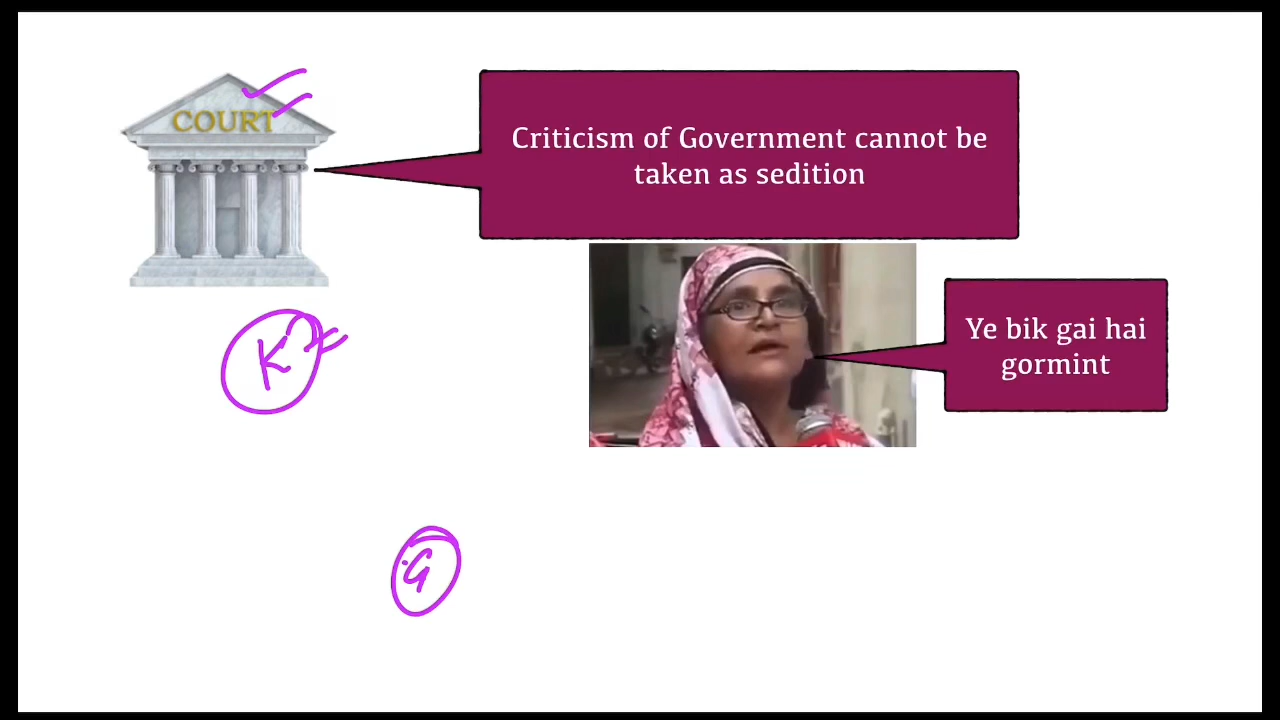 COURT
Criticism of Government cannot be
taken as sedition
Ye bik gai hai
gormint
K
G